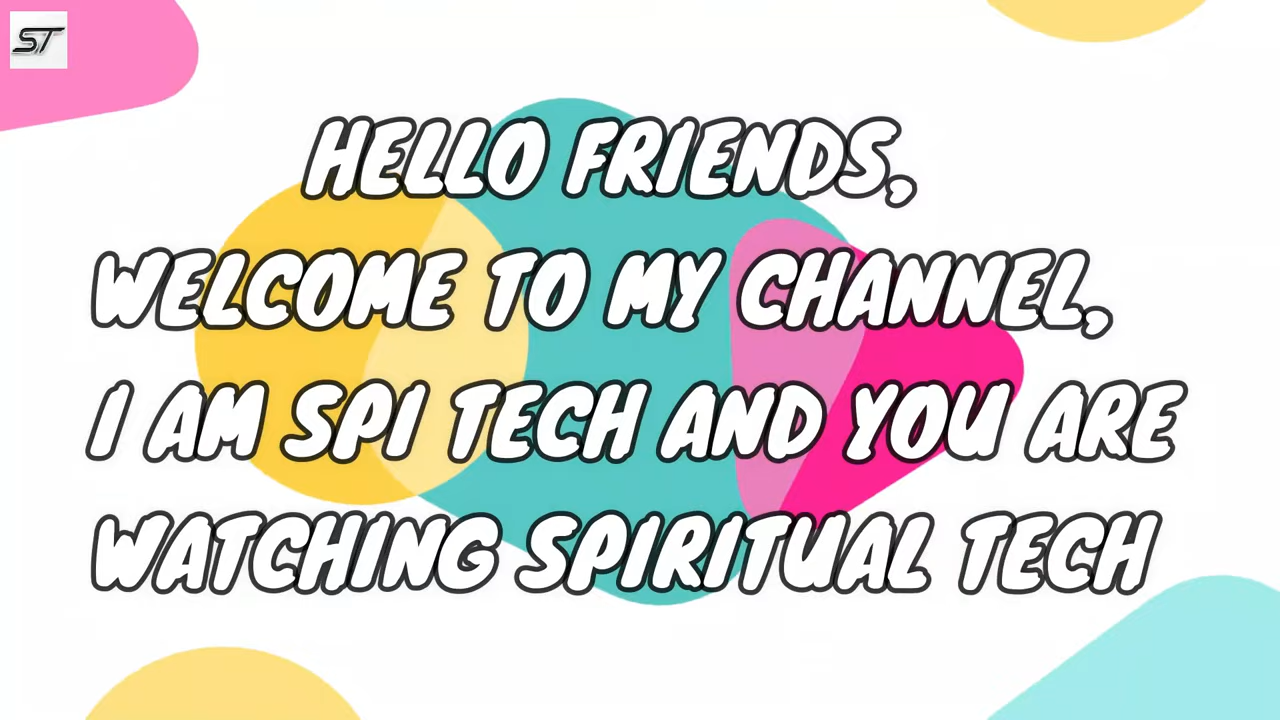 ST
HELLO FRIENDS,
WELCOME TO MY CHANNEL,
I AM SPI TECH AND YOU ARE
WATCHING SPIRITUAL TECH